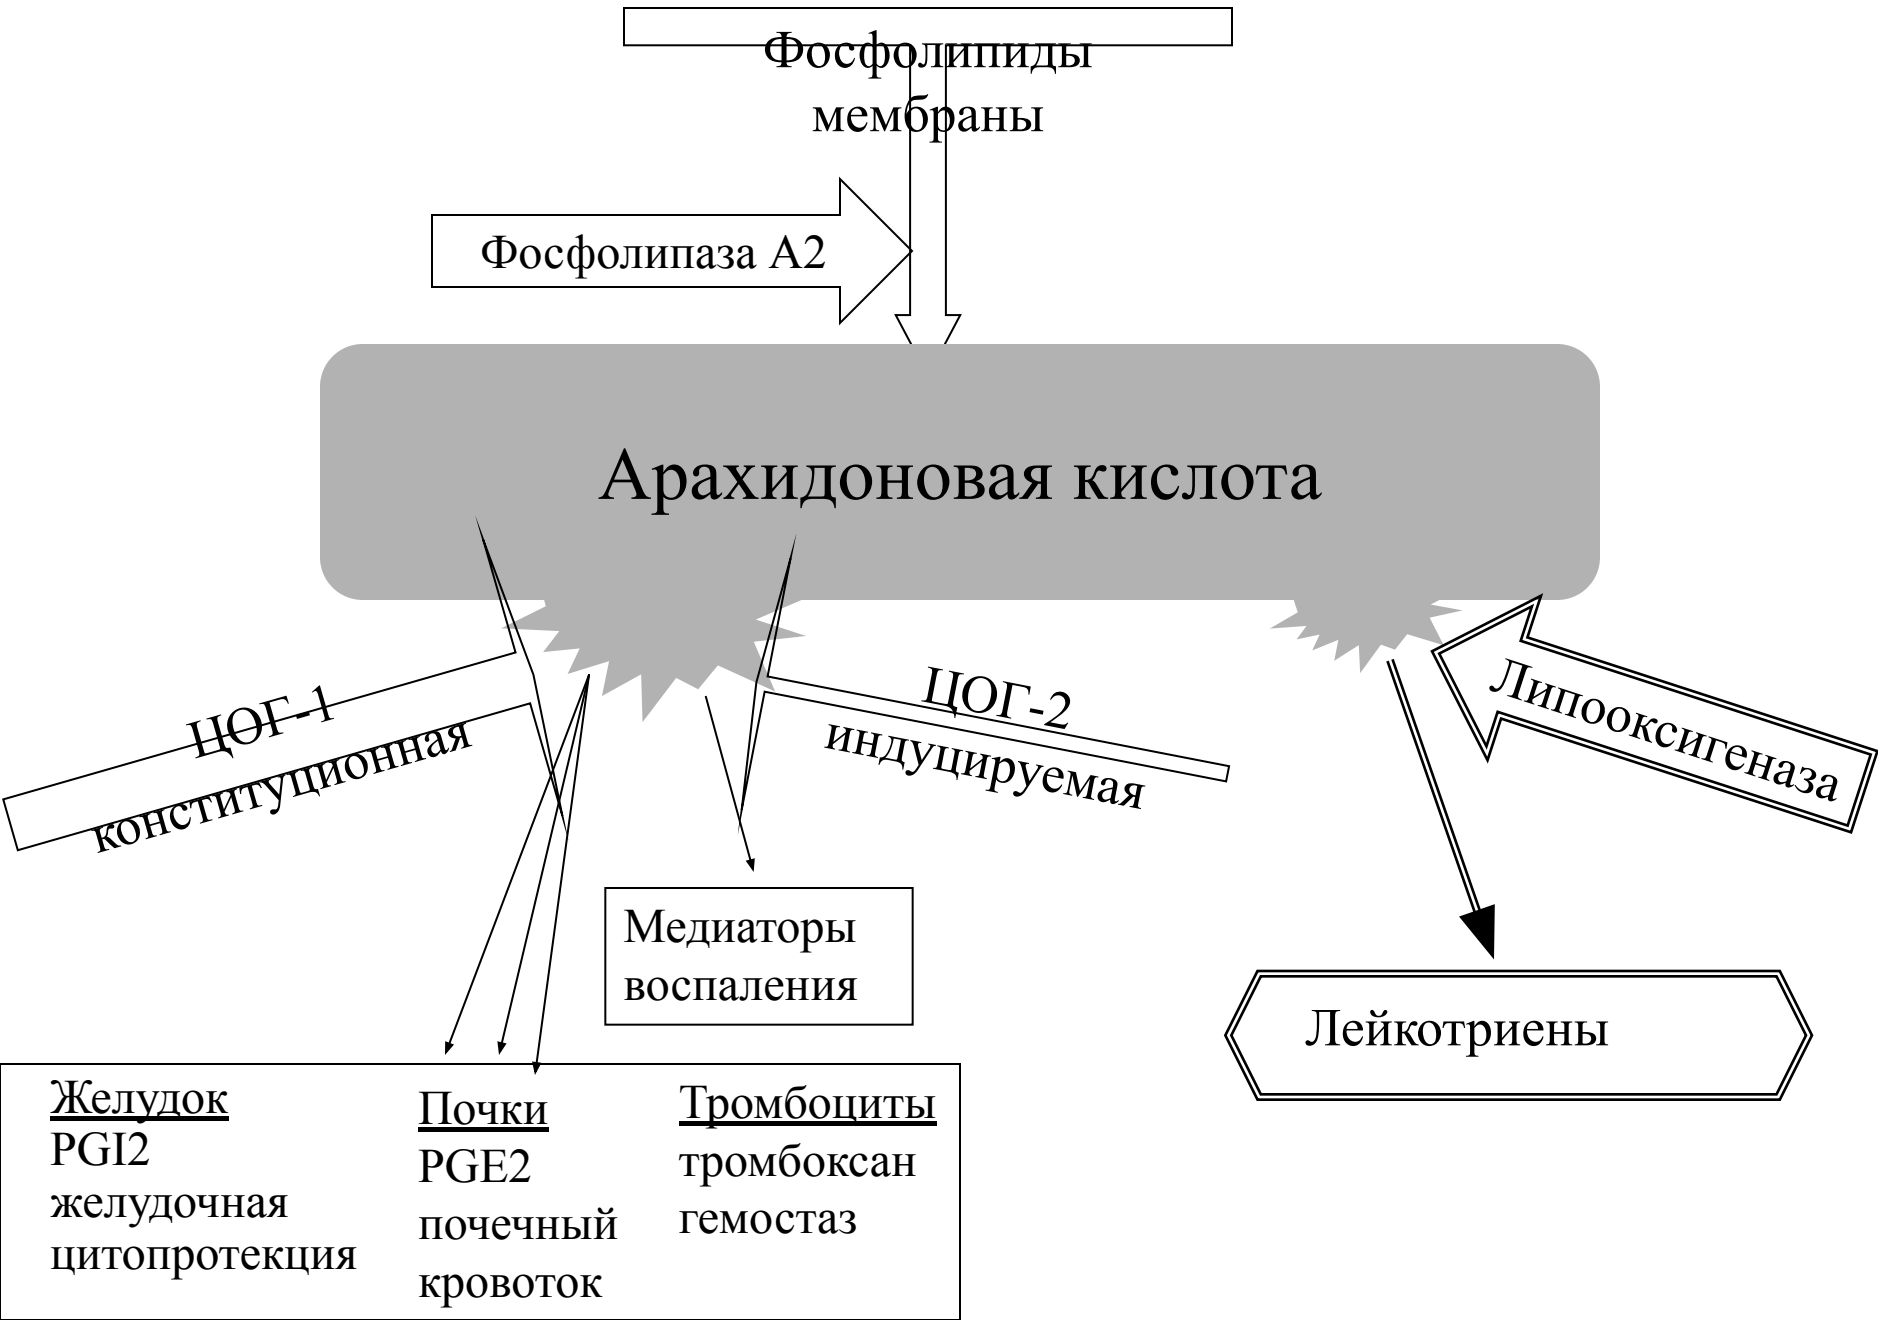 Фосфолипиды
мембраны
Фосфолипаза А2
Арахидоновая кислота
ЦОГ-1
конституционная
ЦОГ-2
индуцируемая
Липооксигеназа
Медиаторы
воспаления
Лейкотриены
Желудок
PGI2
желудочная
цитопротекция
Почки
PGE2
почечный
кровоток
Тромбоциты
тромбоксан
гемостаз